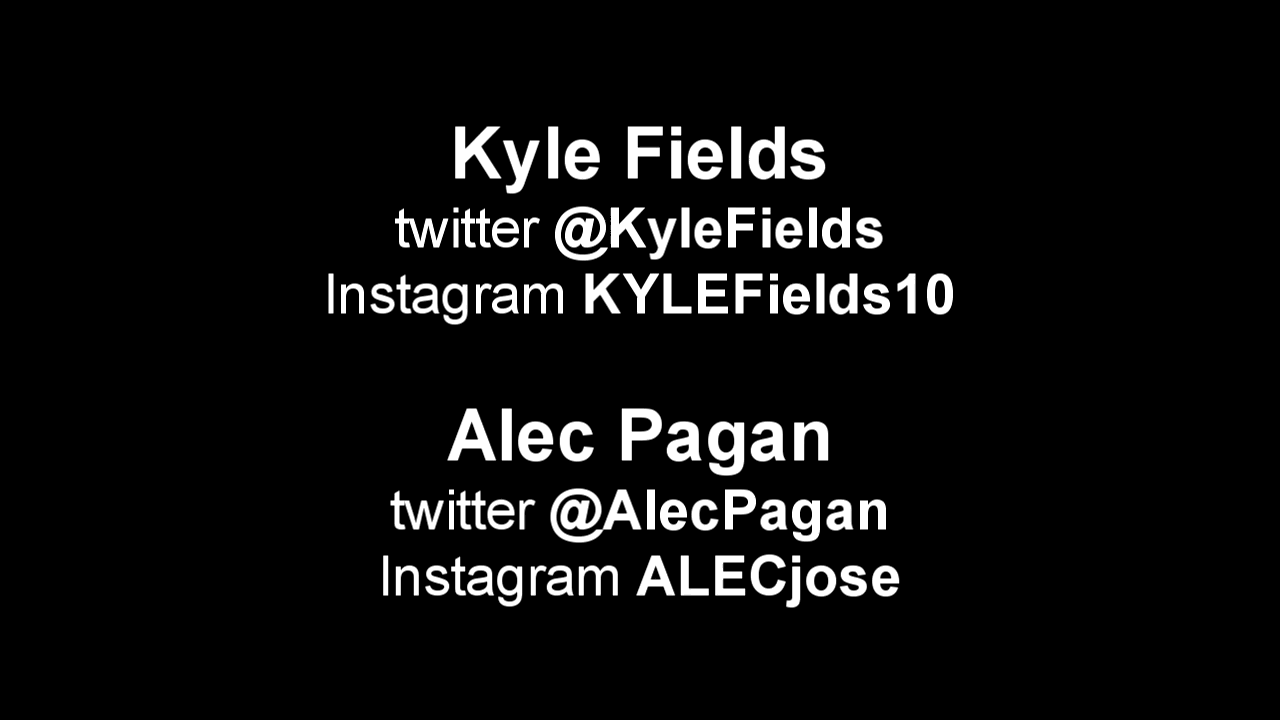 Kyle Fields
twitter @KyleFields
Instagram KYLEFields10
Alec Pagan
twitter @AlecPagan
Instagram ALECjose